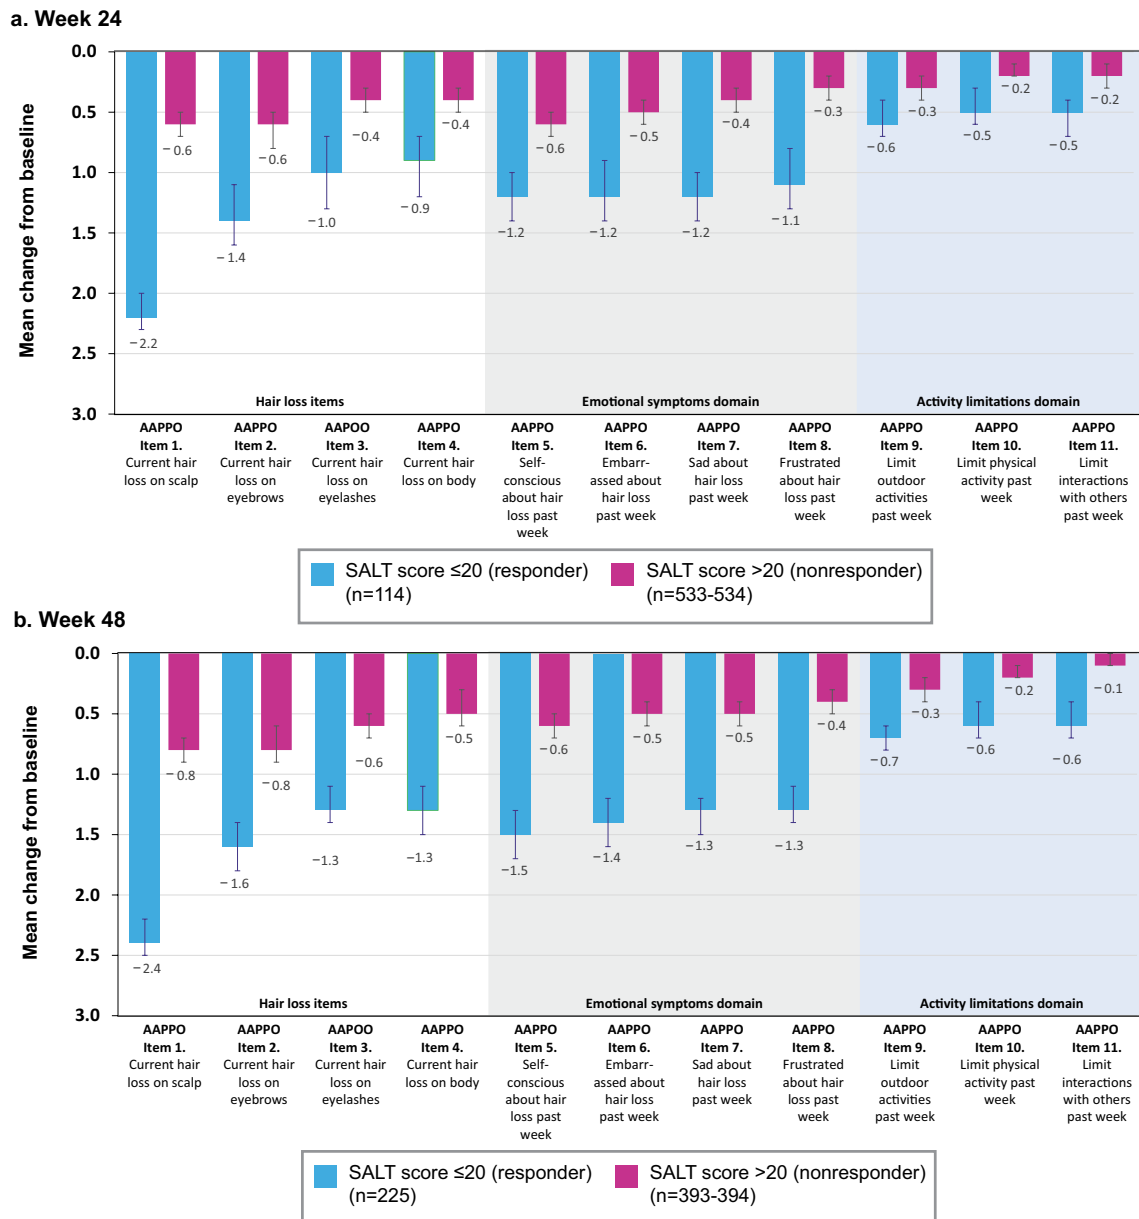 a. Week 24
Mean change from baseline
0.0
0.5
1.0
1.5
2.0
2.5
3.0
−2.2
−0.6
−1.4
−0.6
−1.0
−0.4
−0.9
−0.4
−1.2
−0.6
−1.2
−0.5
−1.2
−0.4
−1.1
−0.3
−0.6
−0.3
−0.5
−0.2
−0.5
−0.2
Hair loss items
Emotional symptoms domain
Activity limitations domain
AAPPO
Item 1.
Current hair
loss on scalp
AAPPO
Item 2.
Current hair
loss on
eyebrows
AAPOO
Item 3.
Current hair
loss on
eyelashes
AAPPO
Item 4.
Current hair
loss on body
AAPPO
Item 5.
Self-
conscious
about hair
loss past
week
AAPPO
Item 6.
Embarr-
assed about
hair loss
past week
AAPPO
Item 7.
Sad about
hair loss
past week
AAPPO
Item 8.
Frustrated
about hair
loss past
week
AAPPO
Item 9.
Limit
outdoor
activities
past week
AAPPO
Item 10.
Limit physical
activity past
week
AAPPO
Item 11.
Limit
interactions
with others
past week
SALT score ≤20 (responder)
(n=114)
SALT score >20 (nonresponder)
(n=533-534)
b. Week 48
Mean change from baseline
0.0
0.5
1.0
1.5
2.0
2.5
3.0
−2.4
−0.8
−1.6
−0.8
−1.3
−0.6
−1.3
−0.5
−1.5
−0.6
−1.4
−0.5
−1.3
−0.5
−1.3
−0.4
−0.7
−0.3
−0.6
−0.2
−0.6
−0.1
Hair loss items
Emotional symptoms domain
Activity limitations domain
AAPPO
Item 1.
Current hair
loss on scalp
AAPPO
Item 2.
Current hair
loss on
eyebrows
AAPOO
Item 3.
Current hair
loss on
eyelashes
AAPPO
Item 4.
Current hair
loss on body
AAPPO
Item 5.
Self-
conscious
about hair
loss past
week
AAPPO
Item 6.
Embarr-
assed about
hair loss
past week
AAPPO
Item 7.
Sad about
hair loss
past week
AAPPO
Item 8.
Frustrated
about hair
loss past
week
AAPPO
Item 9.
Limit
outdoor
activities
past week
AAPPO
Item 10.
Limit physical
activity past
week
AAPPO
Item 11.
Limit
interactions
with others
past week
SALT score ≤20 (responder)
(n=225)
SALT score >20 (nonresponder)
(n=393-394)